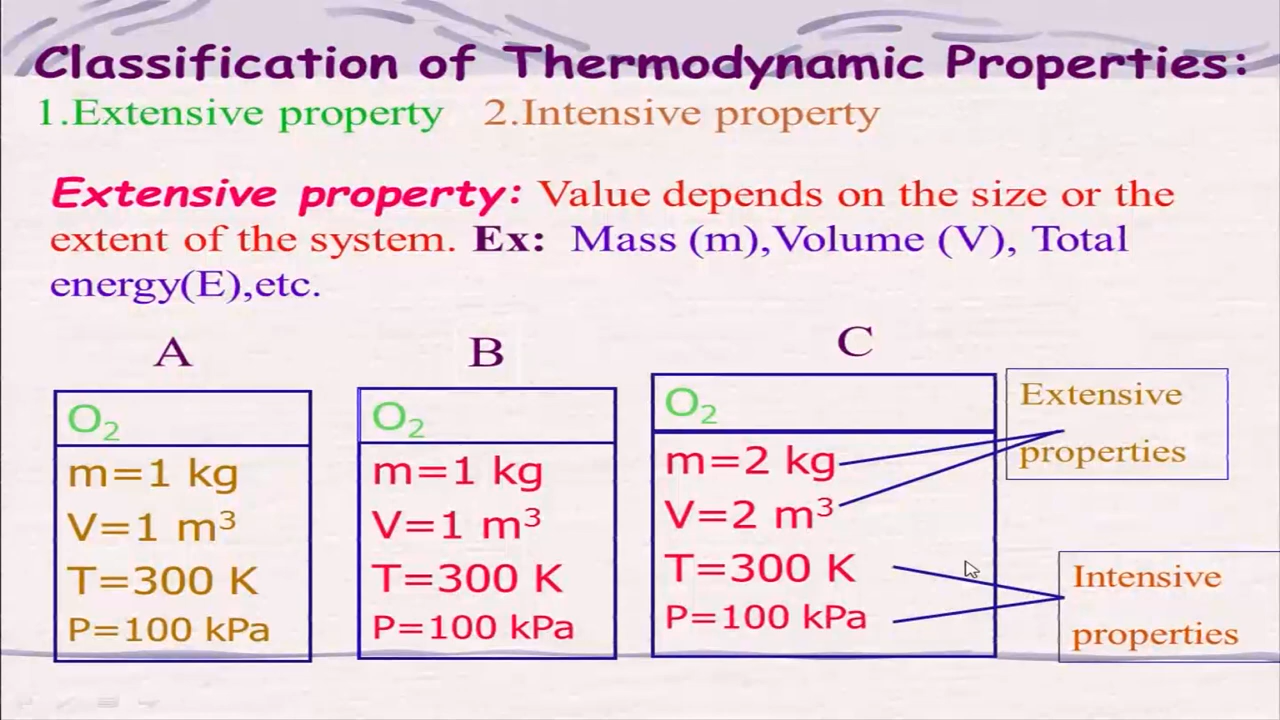 Classification of Thermodynamic Properties:
1.Extensive property 2.Intensive property
Extensive property: Value depends on the size or the
extent of the system. Ex: Mass (m),Volume (V), Total
energy(E),etc.
A
O₂
m=1 kg
V=1 m³
T=300 K
P=100 kPa
B
O₂
m=1 kg
V=1 m³
T=300 K
P=100 kPa
C
O₂
m=2 kg
V=2 m³
T=300 K
P=100 kPa
Extensive
properties
Intensive
properties